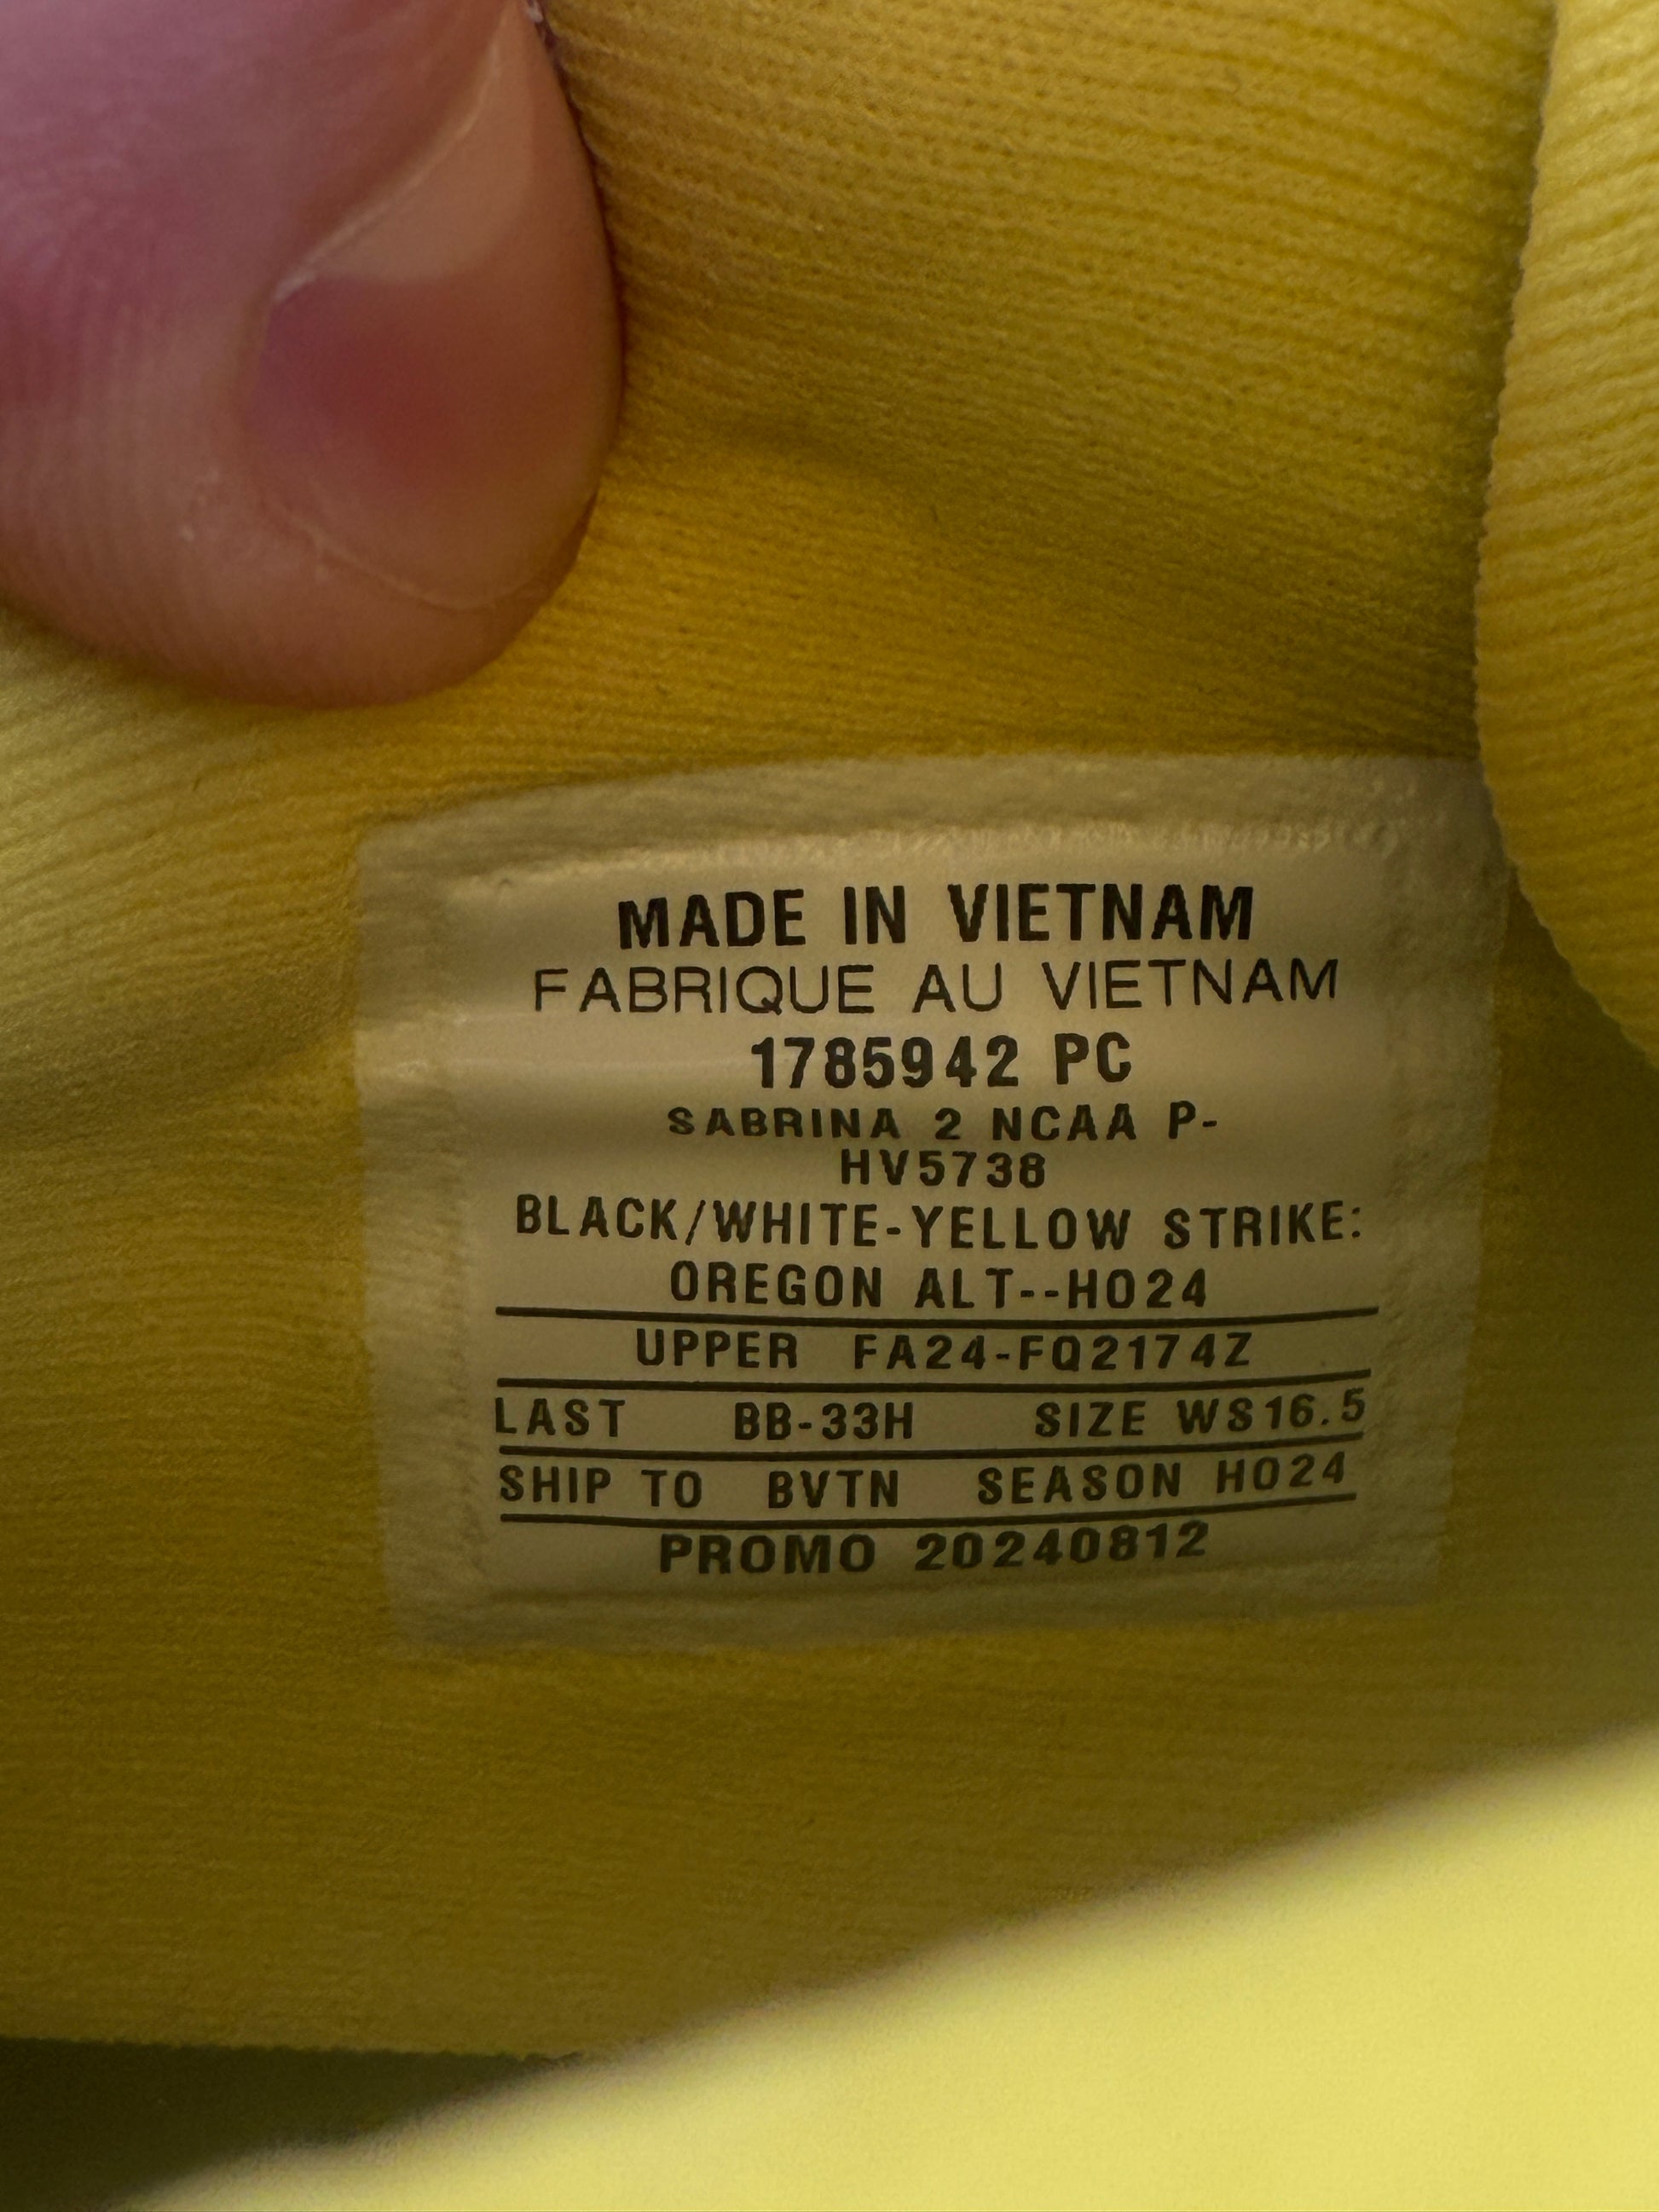 MADE IN VIETNAM
FABRIQUE AU VIETNAM
1785942 PC
SABRINA 2 NCAA P-
HV5738
BLACK/WHITE-YELLOW STRIKE:
OREGON ALT--HO24
UPPER FA24-FQ2174Z
LAST BB-33H SIZE WS16.5
SHIP TO BVTN SEASON HO24
PROMO 20240812